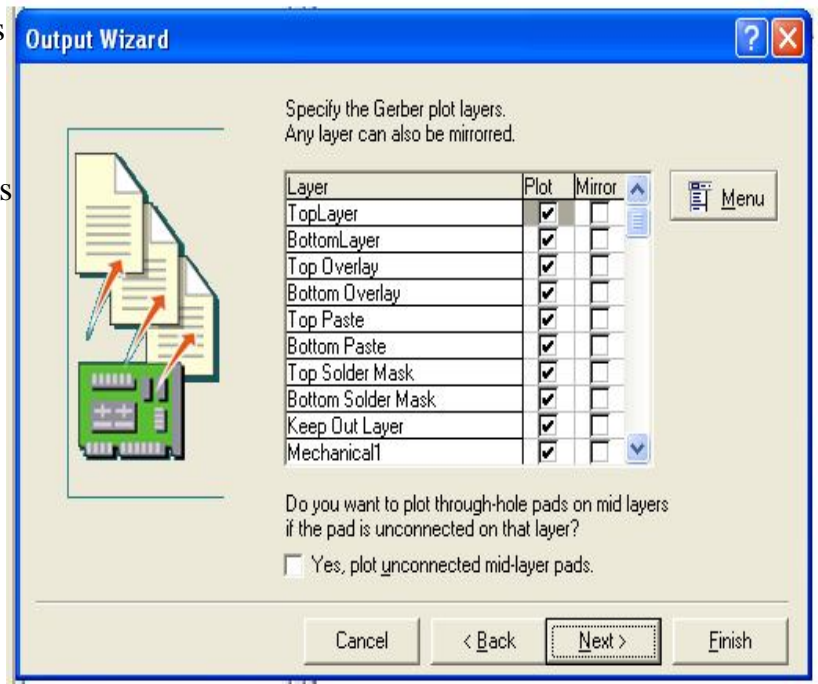 s
Output Wizard
s
Specify the Gerber plot layers.
Any layer can also be mirrorred.
Layer Plot Mirror
Menu
TopLayer
BottomLayer
Top Overlay
Bottom Overlay
Top Paste
Bottom Paste
Top Solder Mask
Bottom Solder Mask
Keep Out Layer
Mechanical1
Do you want to plot through-hole pads on mid layers
if the pad is unconnected on that layer?
Yes, plot unconnected mid-layer pads.
Cancel < Back Next > Finish